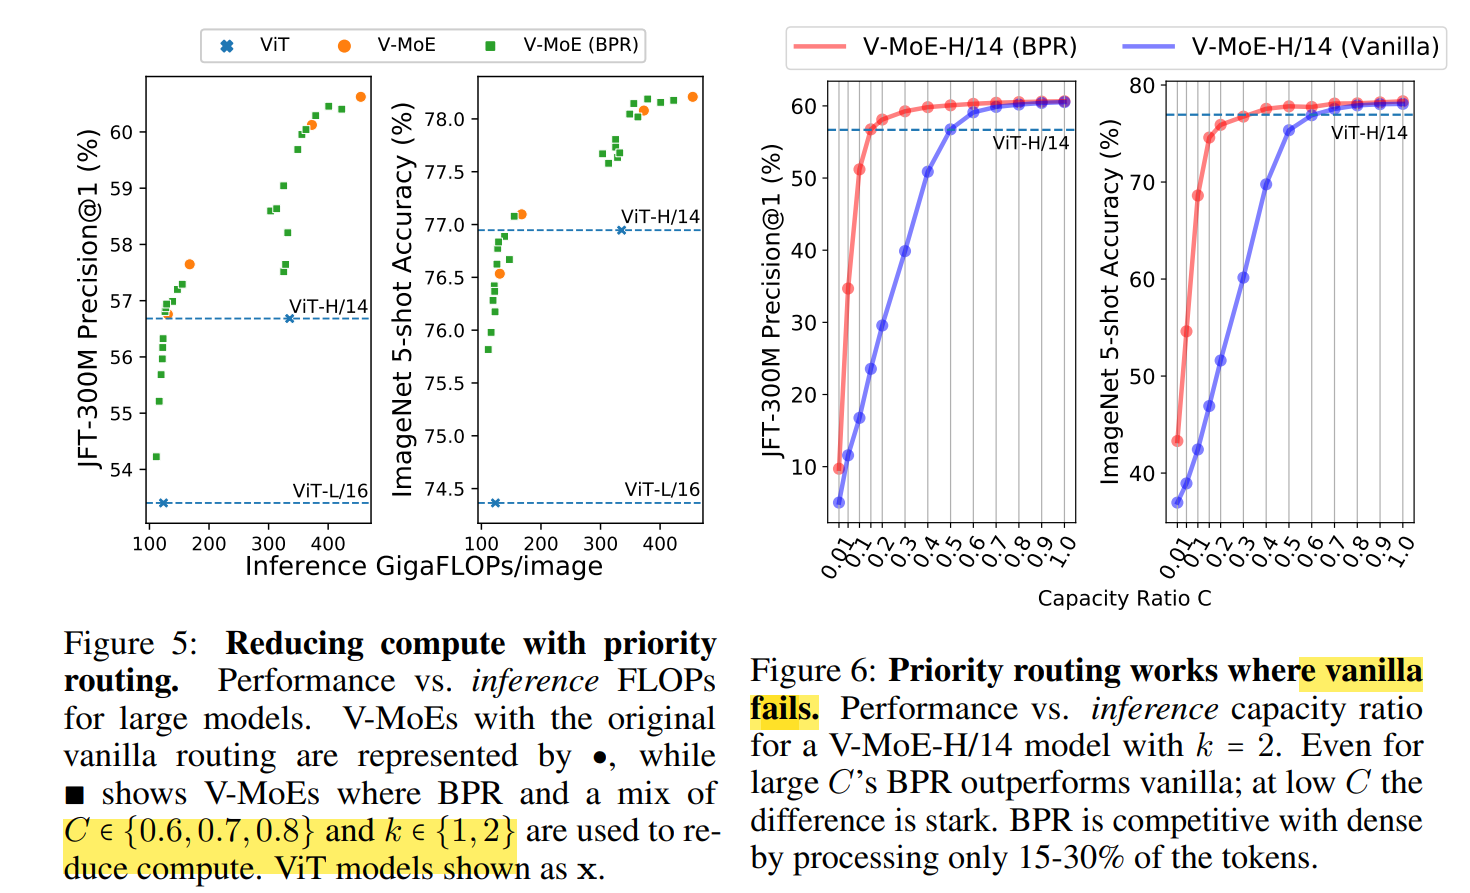 ViT V-MoE V-MoE (BPR)
JFT-300M Precision@1 (%)
60
59
58
57
56
55
54
ViT-H/14
ViT-L/16
100 200 300 400
ImageNet 5-shot Accuracy (%)
78.0
77.5
77.0
76.5
76.0
75.5
75.0
74.5
ViT-H/14
ViT-L/16
100 200 300 400
Inference GigaFLOPs/image
Figure 5: Reducing compute with priority
routing. Performance vs. inference FLOPs
for large models. V-MoEs with the original
vanilla routing are represented by ●, while
■ shows V-MoEs where BPR and a mix of
C ∈ {0.6, 0.7, 0.8} and k ∈ {1, 2} are used to re-
duce compute. ViT models shown as x.
V-MoE-H/14 (BPR) V-MoE-H/14 (Vanilla)
JFT-300M Precision@1 (%)
60
50
40
30
20
10
ViT-H/14
0.01 0.1 0.2 0.3 0.4 0.5 0.6 0.7 0.8 0.9 1.0
ImageNet 5-shot Accuracy (%)
80
70
60
50
40
ViT-H/14
0.01 0.1 0.2 0.3 0.4 0.5 0.6 0.7 0.8 0.9 1.0
Capacity Ratio C
Figure 6: Priority routing works where vanilla
fails. Performance vs. inference capacity ratio
for a V-MoE-H/14 model with k = 2. Even for
large C's BPR outperforms vanilla; at low C the
difference is stark. BPR is competitive with dense
by processing only 15-30% of the tokens.